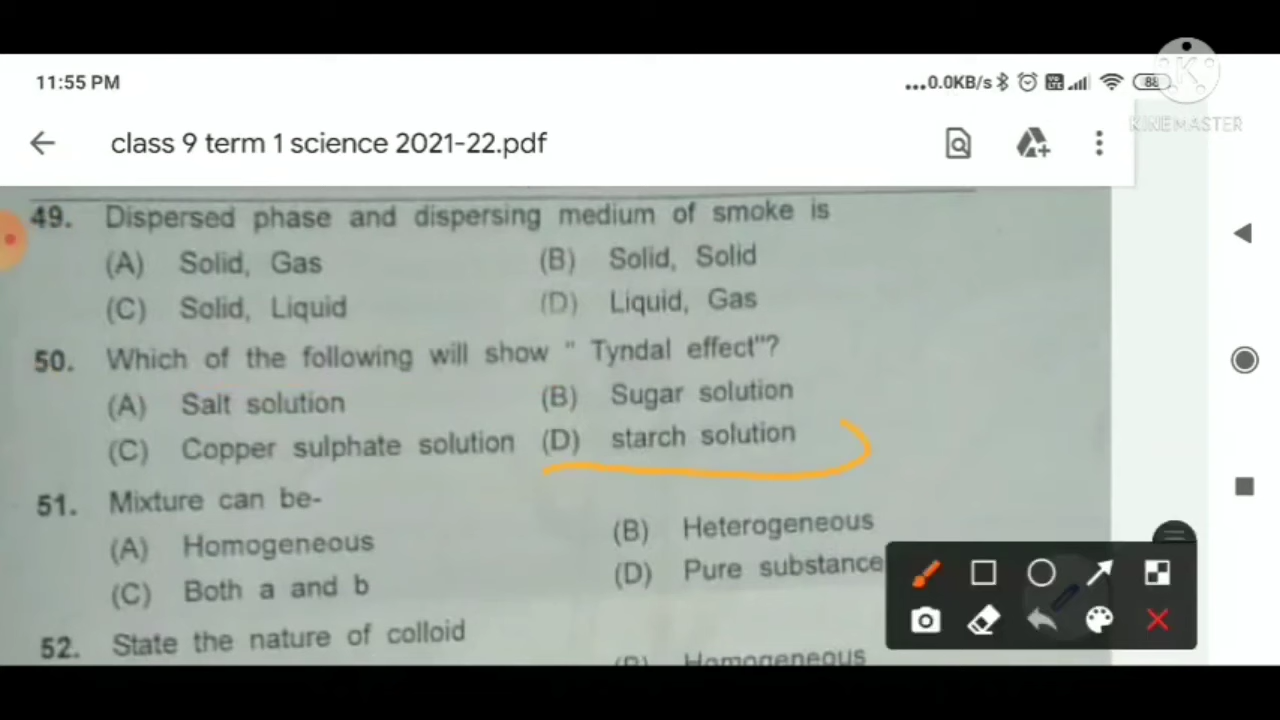 11:55 PM ...0.0KB/s 88
KINEMASTER
class 9 term 1 science 2021-22.pdf
49. Dispersed phase and dispersing medium of smoke is
(A) Solid, Gas (B) Solid, Solid
(C) Solid, Liquid (D) Liquid, Gas
50. Which of the following will show " Tyndal effect"?
(A) Salt solution (B) Sugar solution
(C) Copper sulphate solution (D) starch solution
51. Mixture can be-
(A) Homogeneous (B) Heterogeneous
(C) Both a and b (D) Pure substance
52. State the nature of colloid
(B) Homogeneous